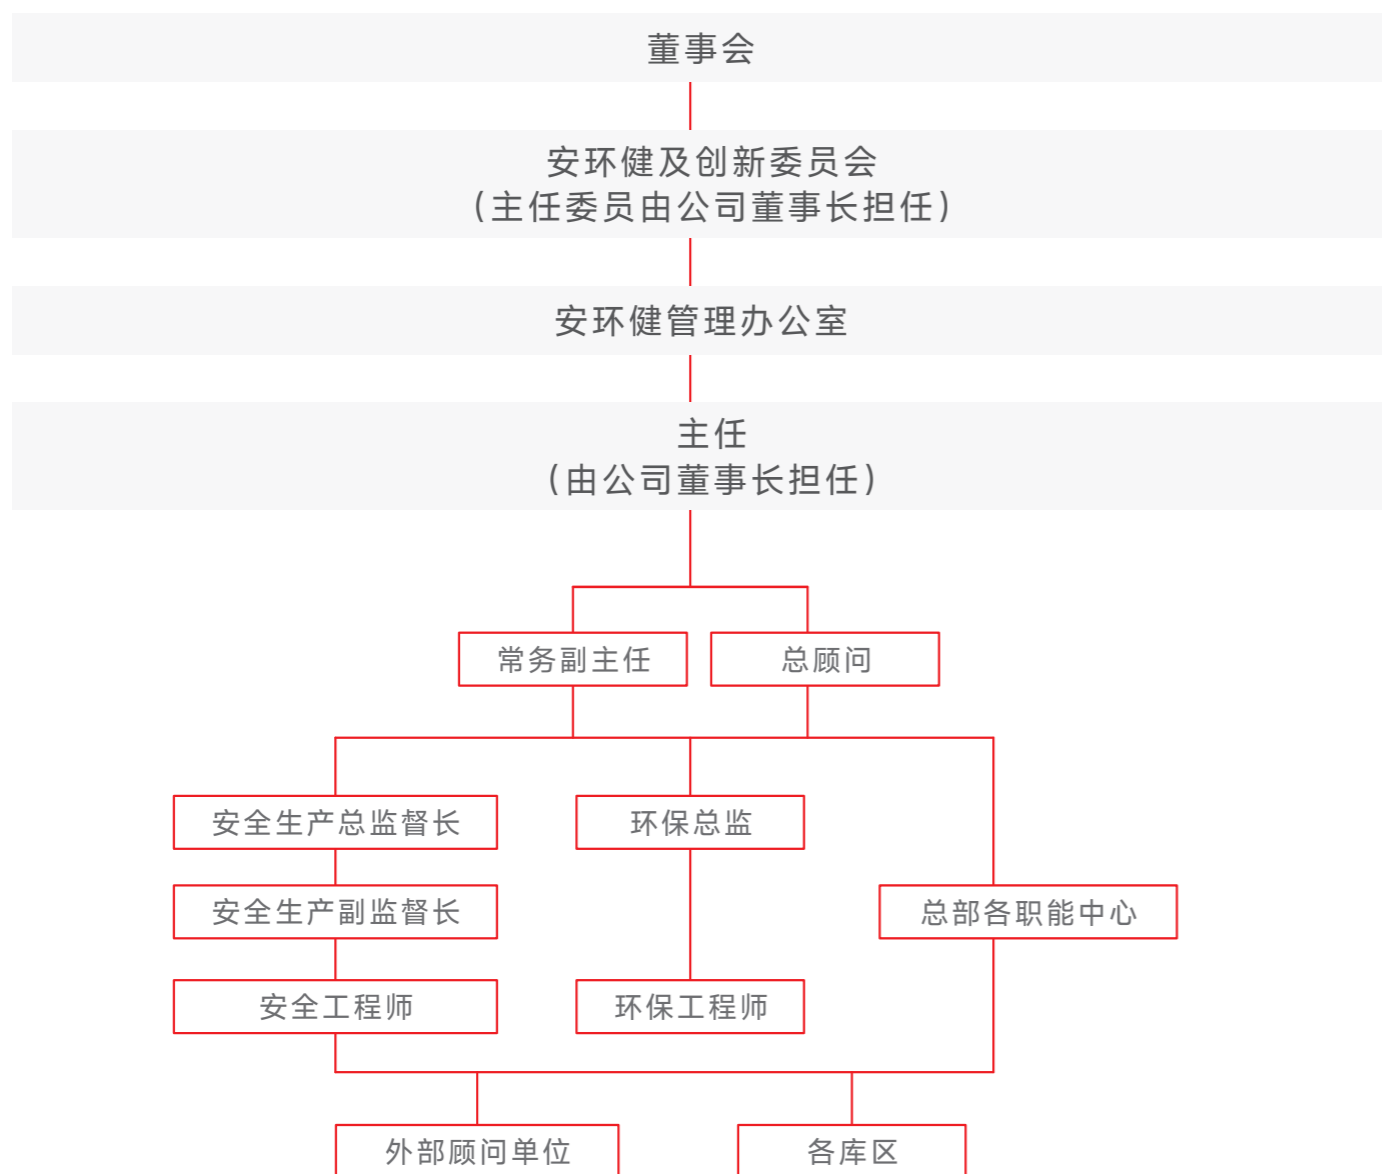 董事会
安环健及创新委员会
（主任委员由公司董事长担任）
安环健管理办公室
主任
（由公司董事长担任）
常务副主任
总顾问
安全生产总监督长
环保总监
安全生产副监督长
总部各职能中心
安全工程师
环保工程师
外部顾问单位
各库区